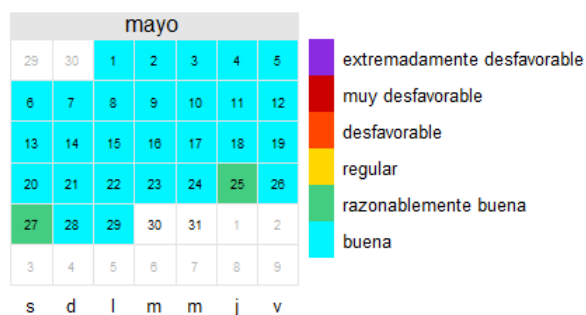 mayo
29 30 1 2 3 4 5
6 7 8 9 10 11 12
13 14 15 16 17 18 19
20 21 22 23 24 25 26
27 28 29 30 31 1 2
3 4 5 6 7 8 9
s d l m m j v
extremadamente desfavorable
muy desfavorable
desfavorable
regular
razonablemente buena
buena